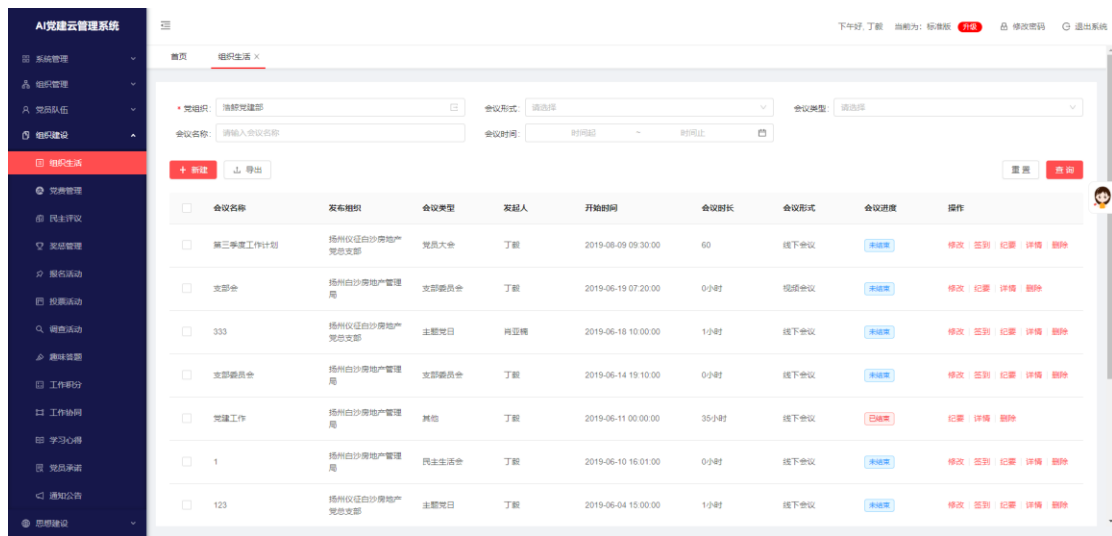 AI党建云管理系统
下午好, 丁毅 当前为: 标准版 升级 修改密码 退出系统
系统管理
首页 组织生活 ×
组织管理
党员队伍
* 党组织: 洛毅党建部 会议形式: 请选择 会议类型: 请选择
组织建设
会议名称: 请输入会议名称 会议时间: 时间起 ~ 时间止
组织生活
+ 新建 导出 重置 查询
党费管理
会议名称 发布组织 会议类型 发起人 开始时间 会议时长 会议形式 会议进度 操作
民主评议
奖惩管理
第三季度工作计划 扬州仪征白沙房地产党总支部 党员大会 丁毅 2019-08-09 09:30:00 60 线下会议 未结束 修改 签到 纪要 详情 删除
报名活动
支部会 扬州白沙房地产管理局 支部委员会 丁毅 2019-06-19 07:20:00 0小时 视频会议 未结束 修改 纪要 详情 删除
投票活动
调查活动
333 扬州仪征白沙房地产党总支部 主题党日 肖亚楠 2019-06-18 10:00:00 1小时 线下会议 未结束 修改 签到 纪要 详情 删除
趣味答题
支部委员会 扬州白沙房地产管理局 支部委员会 丁毅 2019-06-14 19:10:00 0小时 线下会议 未结束 修改 签到 纪要 详情 删除
工作积分
工作协同
党建工作 扬州白沙房地产管理局 其他 丁毅 2019-06-11 00:00:00 35小时 线下会议 已结束 纪要 详情 删除
学习心得
1 扬州白沙房地产管理局 民主生活会 丁毅 2019-06-10 16:01:00 0小时 线下会议 未结束 修改 签到 纪要 详情 删除
党员承诺
通知公告
123 扬州仪征白沙房地产党总支部 主题党日 丁毅 2019-06-04 15:00:00 1小时 线下会议 未结束 修改 签到 纪要 详情 删除
思想建设